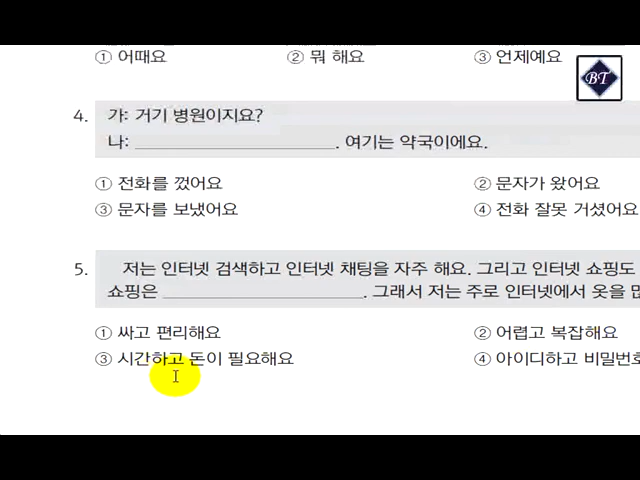 ① 어때요 ② 뭐 해요 ③ 언제예요
BT
4. 가: 거기 병원이지요?
나: ____________________. 여기는 약국이에요.
① 전화를 껐어요 ② 문자가 왔어요
③ 문자를 보냈어요 ④ 전화 잘못 거셨어요
5. 저는 인터넷 검색하고 인터넷 채팅을 자주 해요. 그리고 인터넷 쇼핑도
쇼핑은 ____________________. 그래서 저는 주로 인터넷에서 옷을
① 싸고 편리해요 ② 어렵고 복잡해요
③ 시간하고 돈이 필요해요 ④ 아이디하고